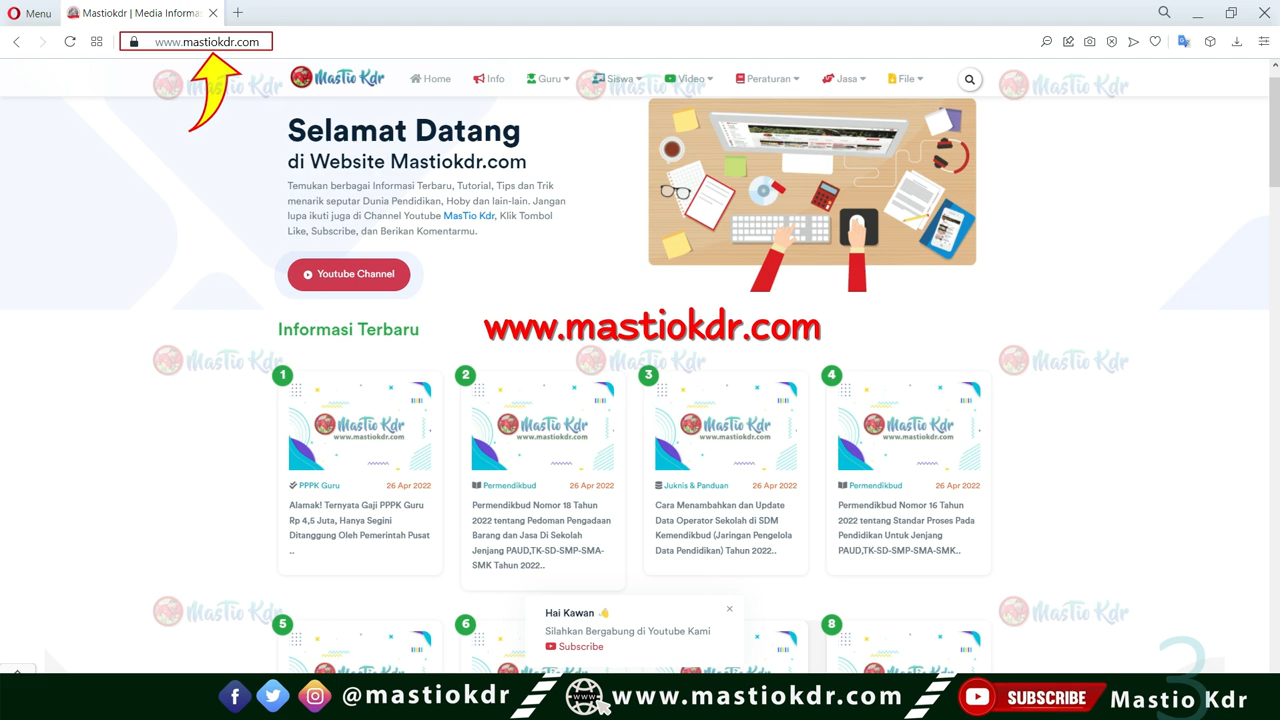 Menu
Mastiokdr | Media Informas
www.mastiokdr.com
MasTio Kdr
Home
Info
Guru
Siswa
Video
Peraturan
Jasa
File
MasTio Kdr
MasTio Kdr
MasTio Kdr
Selamat Datang
di Website Mastiokdr.com
Temukan berbagai Informasi Terbaru, Tutorial, Tips dan Trik
menarik seputar Dunia Pendidikan, Hoby dan lain-lain. Jangan
lupa ikuti juga di Channel Youtube MasTio Kdr, Klik Tombol
Like, Subscribe, dan Berikan Komentarmu.
Youtube Channel
Informasi Terbaru
www.mastiokdr.com
MasTio Kdr
MasTio Kdr
MasTio Kdr
1
MasTio Kdr
www.mastiokdr.com
PPPK Guru
26 Apr 2022
Alamak! Ternyata Gaji PPPK Guru
Rp 4,5 Juta, Hanya Segini
Ditanggung Oleh Pemerintah Pusat
..
2
MasTio Kdr
www.mastiokdr.com
Permendikbud
26 Apr 2022
Permendikbud Nomor 18 Tahun
2022 tentang Pedoman Pengadaan
Barang dan Jasa Di Sekolah
Jenjang PAUD,TK-SD-SMP-SMA-
SMK Tahun 2022..
3
MasTio Kdr
www.mastiokdr.com
Juknis & Panduan
26 Apr 2022
Cara Menambahkan dan Update
Data Operator Sekolah di SDM
Kemendikbud (Jaringan Pengelola
Data Pendidikan) Tahun 2022..
4
MasTio Kdr
www.mastiokdr.com
Permendikbud
26 Apr 2022
Permendikbud Nomor 16 Tahun
2022 tentang Standar Proses Pada
Pendidikan Untuk Jenjang
PAUD,TK-SD-SMP-SMA-SMK..
MasTio Kdr
MasTio Kdr
5
6
8
Hai Kawan
Silahkan Bergabung di Youtube Kami
Subscribe
3
@mastiokdr
www.mastiokdr.com
SUBSCRIBE
Mastio Kdr